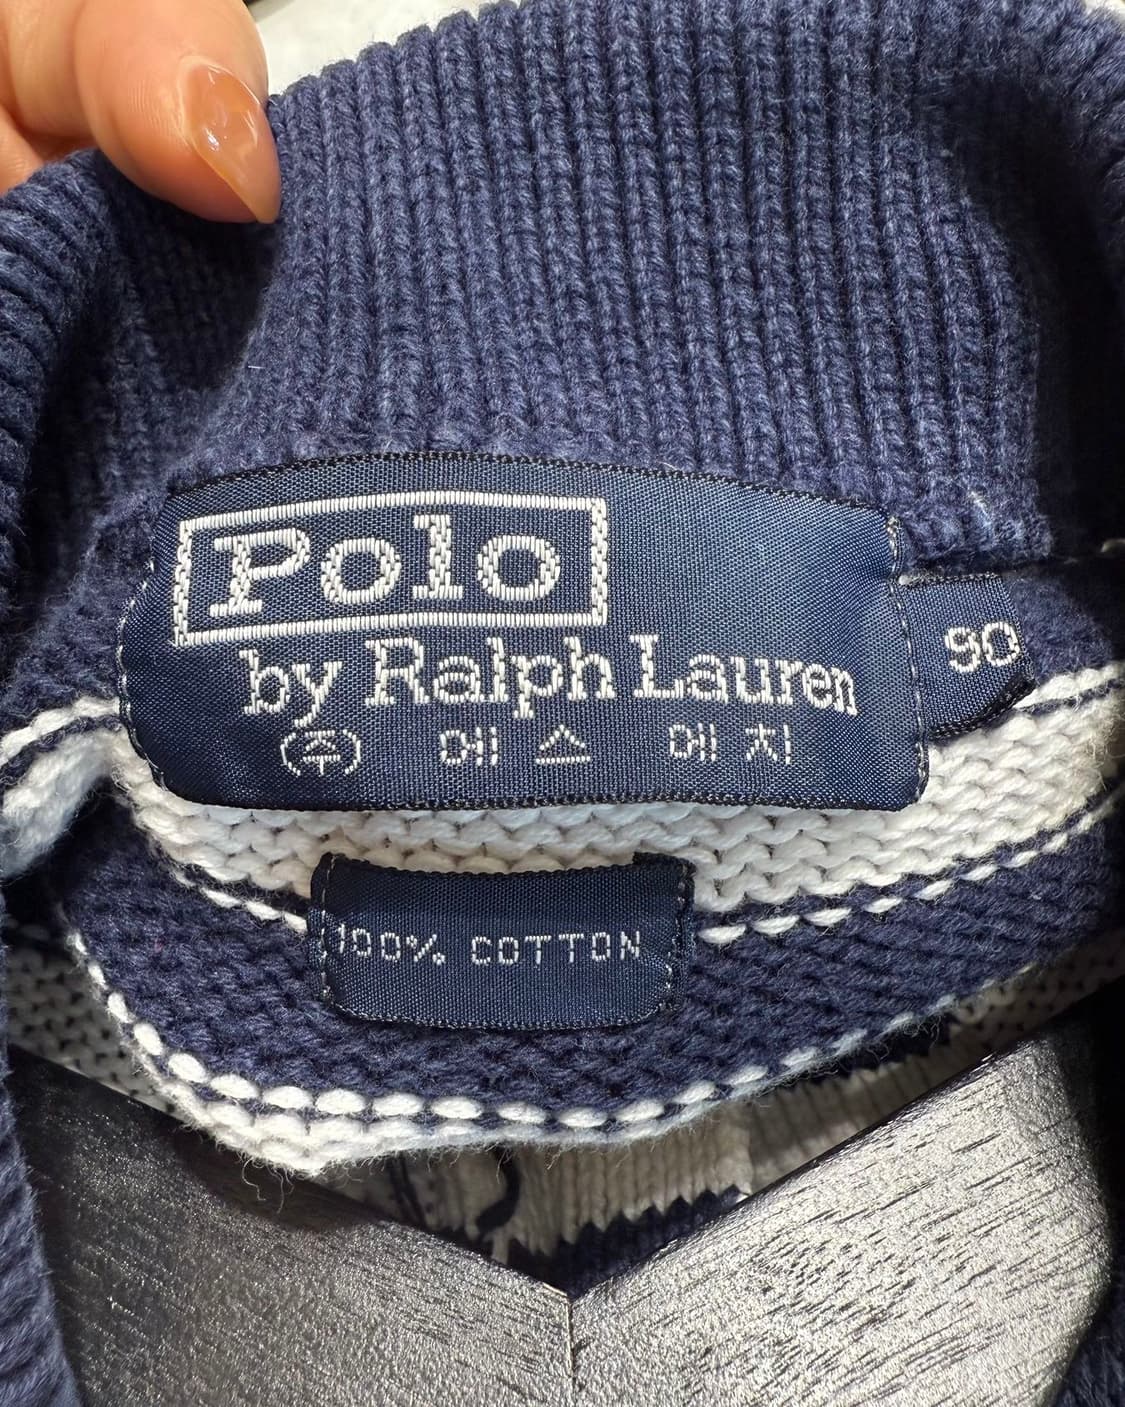 Polo
by Ralph Lauren
(주) 에스에치
90
100% COTTON